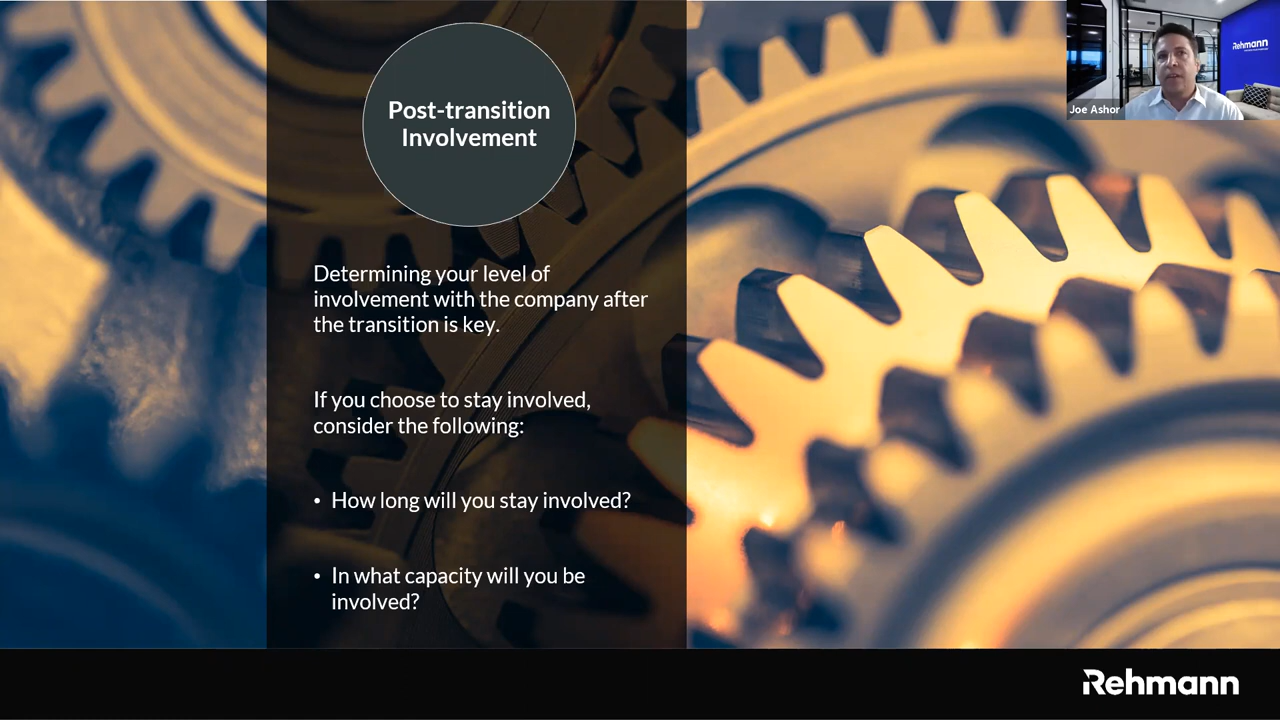 Post-transition
Involvement
Rehmann
Joe Ashor
Determining your level of
involvement with the company after
the transition is key.
If you choose to stay involved,
consider the following:
• How long will you stay involved?
• In what capacity will you be
involved?
Rehmann